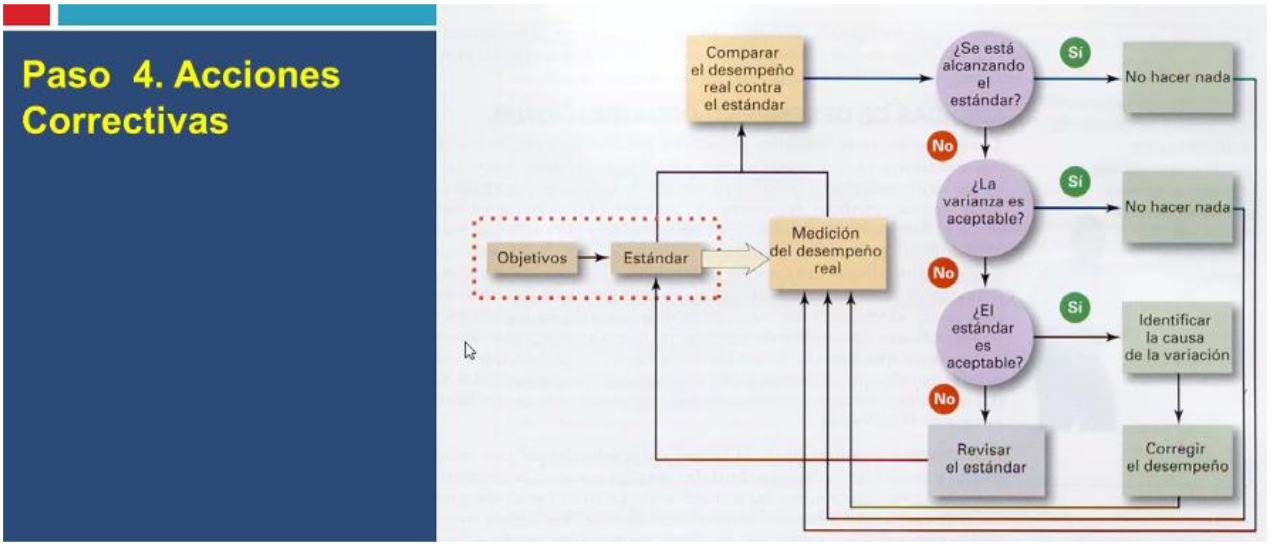 Paso 4. Acciones
Correctivas
Comparar
el desempeño
real contra
el estándar
¿Se está
alcanzando
el
estándar?
Sí
No hacer nada
No
¿La
varianza es
aceptable?
Sí
No hacer nada
Objetivos
Estándar
Medición
del desempeño
real
No
¿El
estándar
es
aceptable?
Sí
Identificar
la causa
de la variación
No
Revisar
el estándar
Corregir
el desempeño